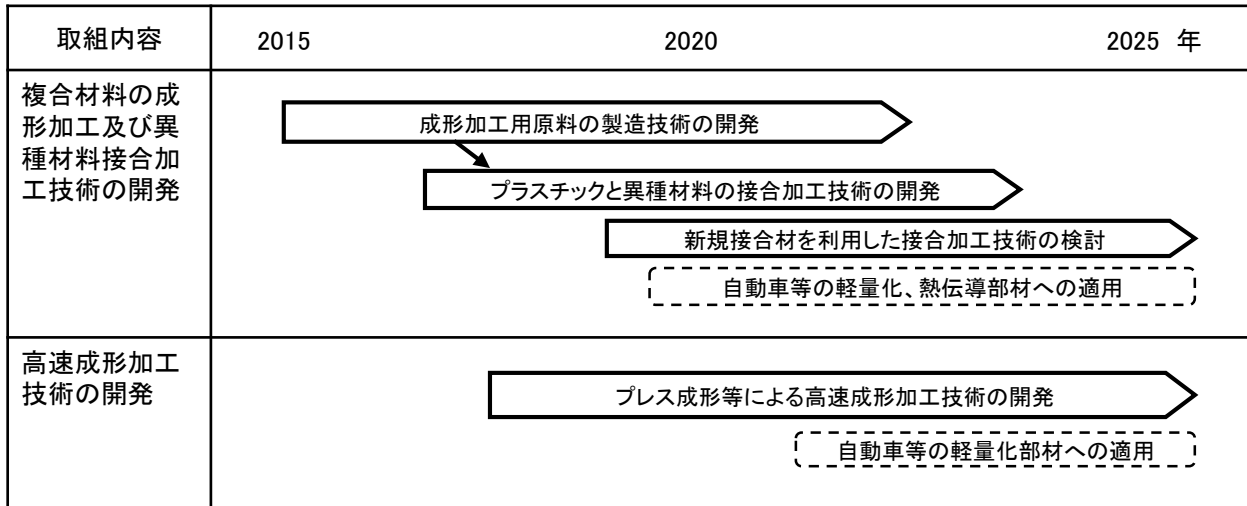 取組内容
2015 2020 2025 年
複合材料の成
形加工及び異
種材料接合加
工技術の開発
成形加工用原料の製造技術の開発
プラスチックと異種材料の接合加工技術の開発
新規接合材を利用した接合加工技術の検討
自動車等の軽量化、熱伝導部材への適用
高速成形加工
技術の開発
プレス成形等による高速成形加工技術の開発
自動車等の軽量化部材への適用